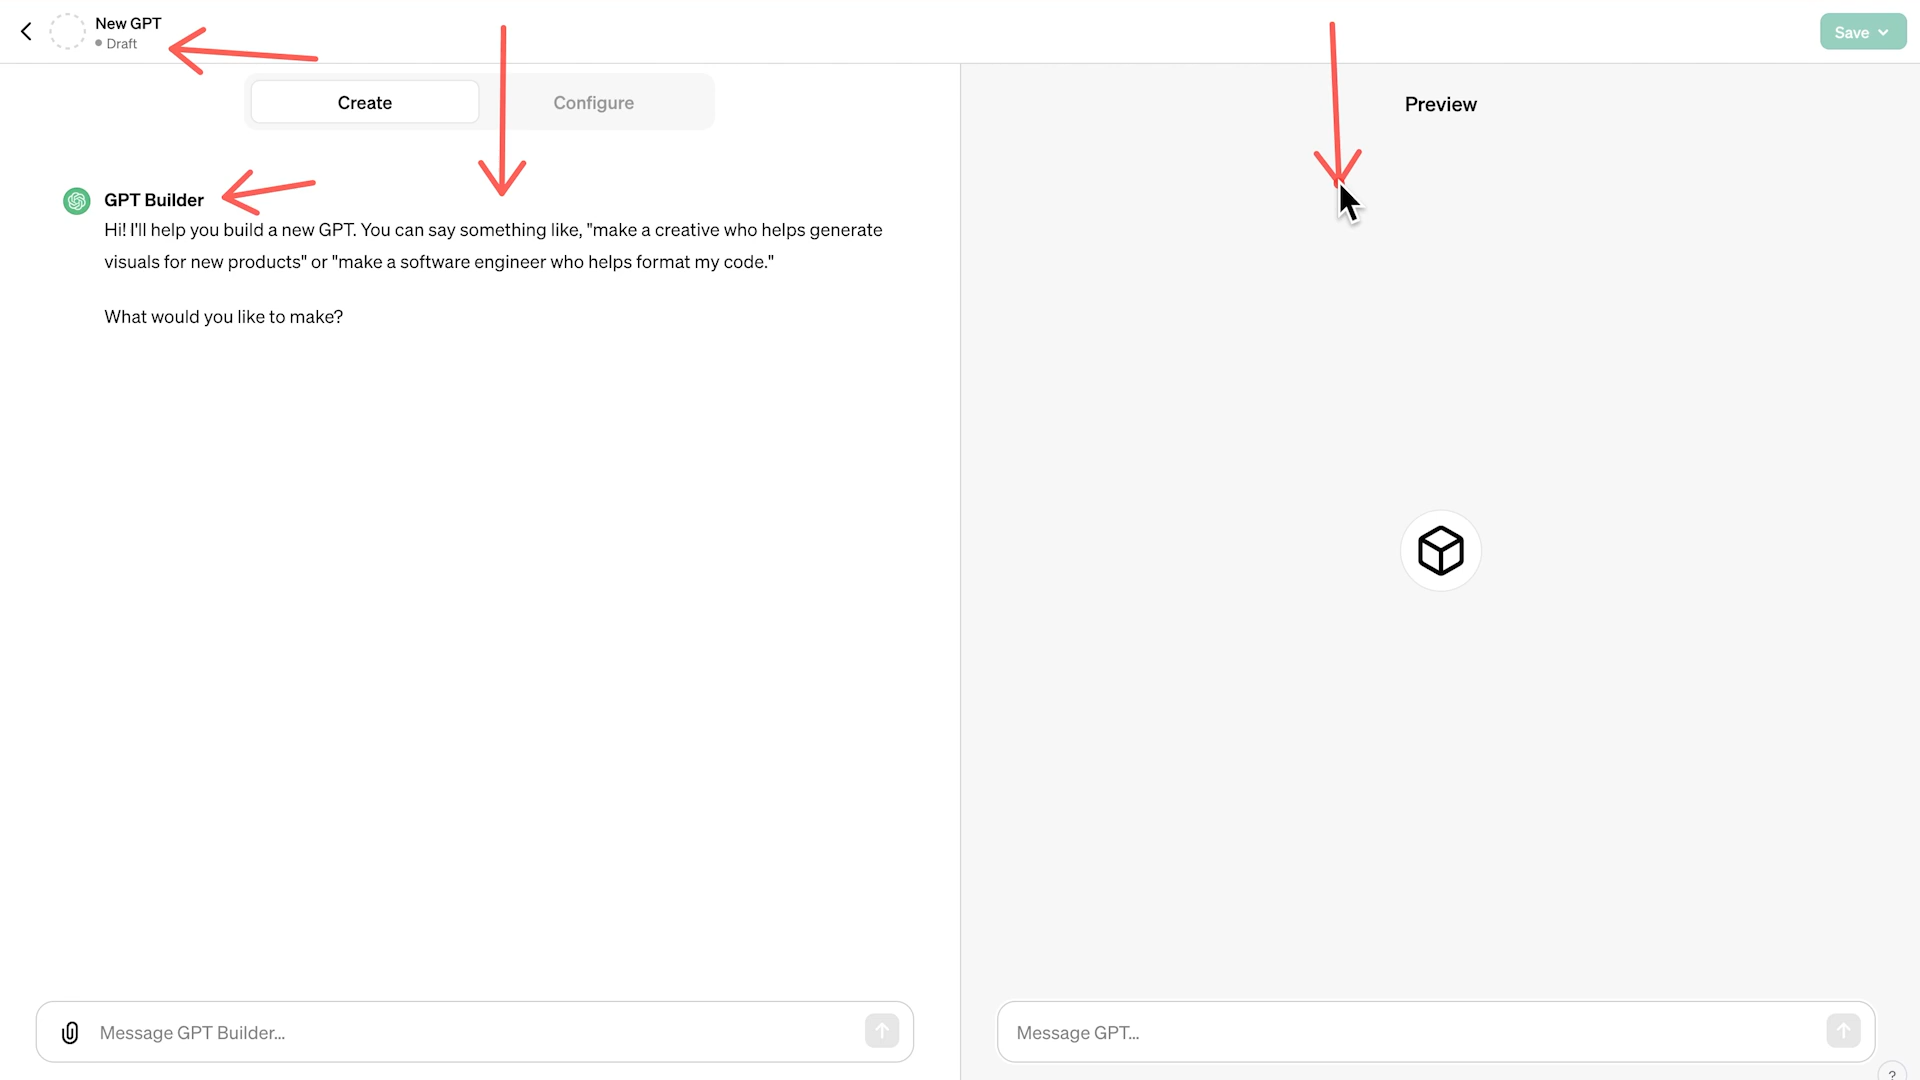 New GPT
Draft
Save
Create
Configure
Preview
GPT Builder
Hi! I'll help you build a new GPT. You can say something like, "make a creative who helps generate
visuals for new products" or "make a software engineer who helps format my code."
What would you like to make?
Message GPT Builder...
Message GPT...
?